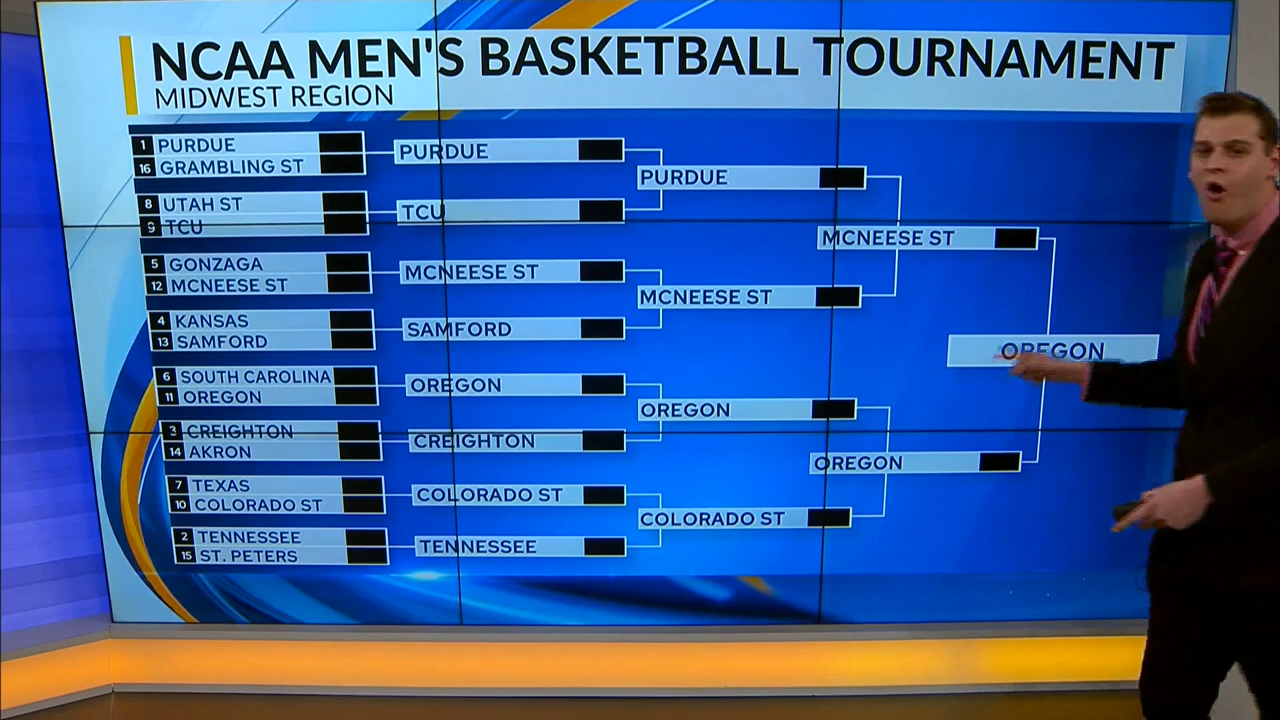 NCAA MEN'S BASKETBALL TOURNAMENT
MIDWEST REGION
1 PURDUE
16 GRAMBLING ST
8 UTAH ST
9 TCU
5 GONZAGA
12 MCNEESE ST
4 KANSAS
13 SAMFORD
6 SOUTH CAROLINA
11 OREGON
3 CREIGHTON
14 AKRON
7 TEXAS
10 COLORADO ST
2 TENNESSEE
15 ST. PETERS
PURDUE
TCU
MCNEESE ST
SAMFORD
OREGON
CREIGHTON
COLORADO ST
TENNESSEE
PURDUE
MCNEESE ST
OREGON
COLORADO ST
MCNEESE ST
OREGON
OREGON